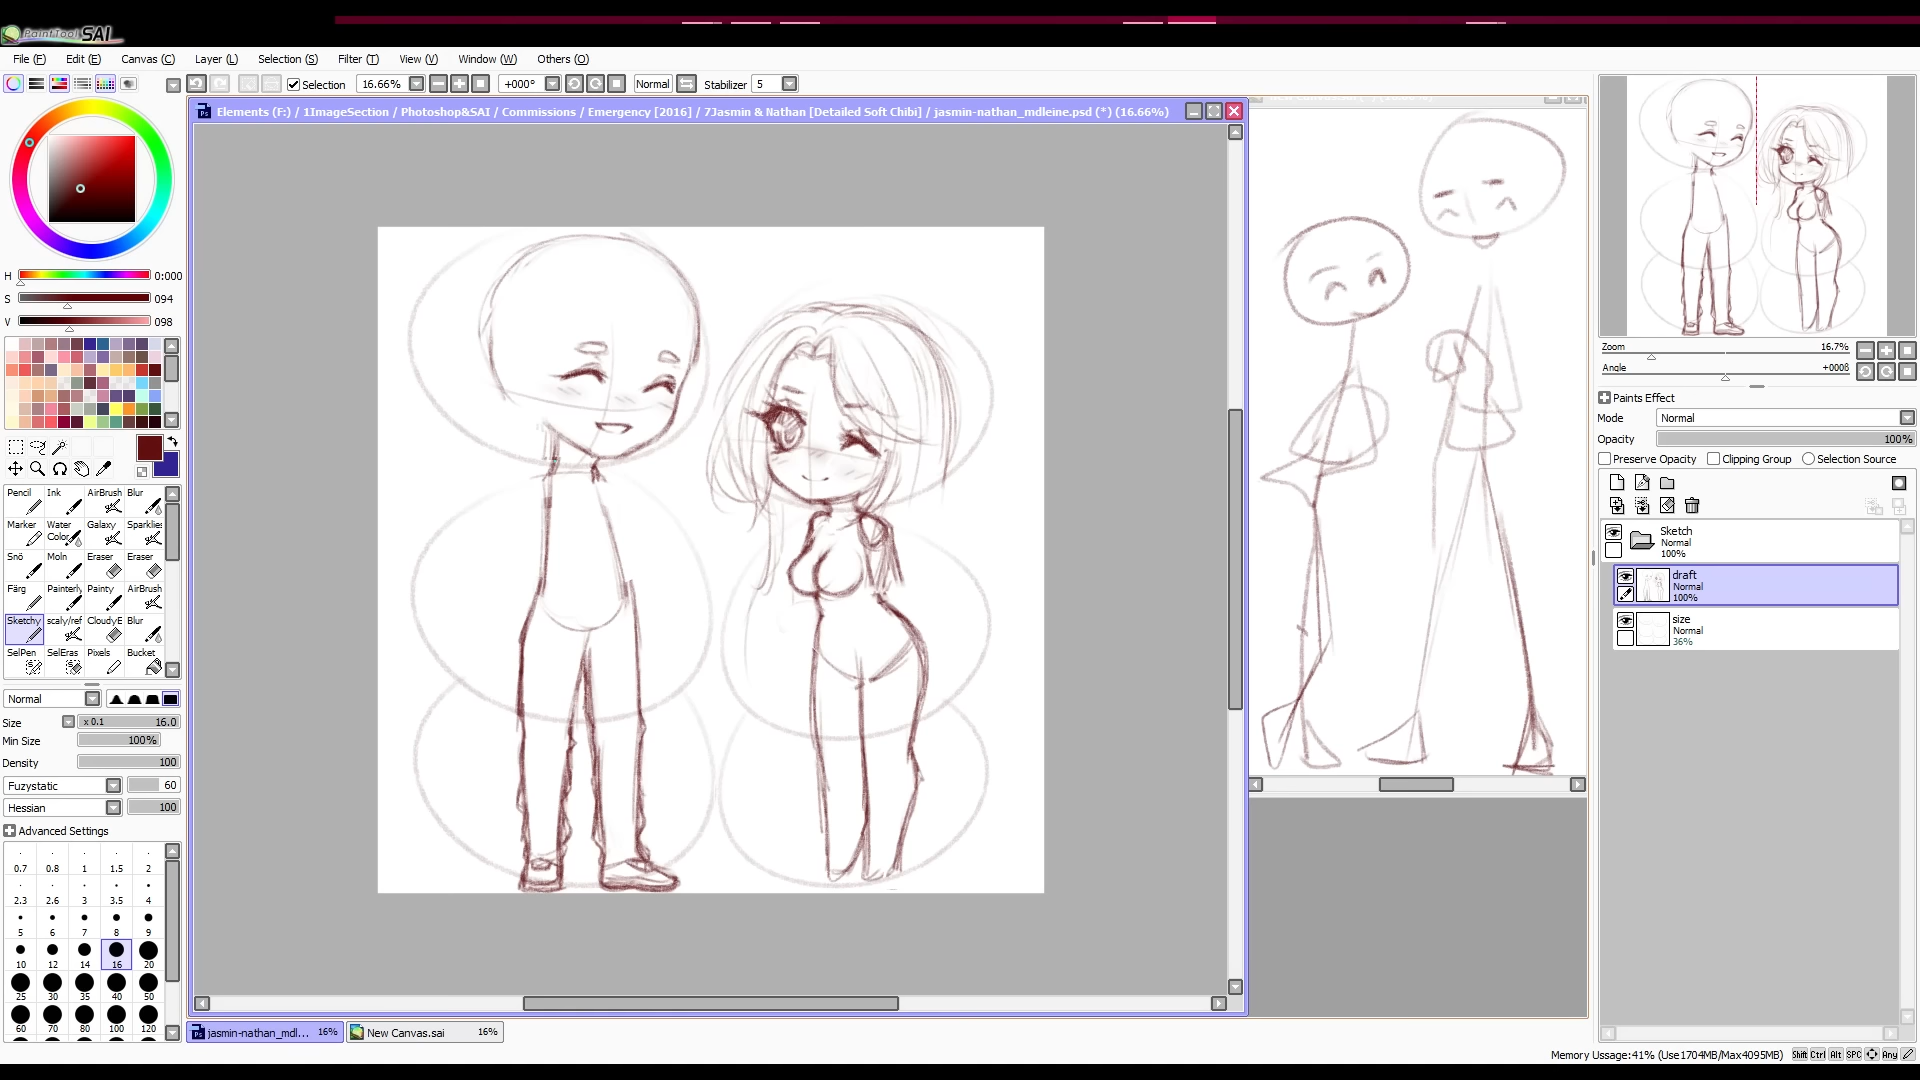 PaintTool SAI
File (F) Edit (E) Canvas (C) Layer (L) Selection (S) Filter (T) View (V) Window (W) Others (O)
Selection 16.66% +000° Normal Stabilizer 5
Elements (F:) / 1ImageSection / Photoshop&SAI / Commissions / Emergency [2016] / 7Jasmin & Nathan [Detailed Soft Chibi] / jasmin-nathan_mdleine.psd (*) (16.66%)
H 0:000
S 094
V 098
Pencil Ink AirBrush Blur
Marker Water Color Galaxy Sparkles
Snö Moln Eraser Eraser
Färg Painterly Painty AirBrush
Sketchy scaly/ref CloudyE Blur
SelPen SelEras Pixels Bucket
Normal
Size x 0.1 16.0
Min Size 100%
Density 100
Fuzystatic 60
Hessian 100
Advanced Settings
0.7 0.8 1 1.5 2
2.3 2.6 3 3.5 4
5 6 7 8 9
10 12 14 16 20
25 30 35 40 50
60 70 80 100 120
jasmin-nathan_mdl... 16% New Canvas.sai 16%
Zoom 16.7%
Angle +000ß
Paints Effect
Mode Normal
Opacity 100%
Preserve Opacity Clipping Group Selection Source
Sketch
Normal
100%
draft
Normal
100%
size
Normal
36%
Memory Ussage:41% (Use1704MB/Max4095MB) Shift Ctrl Alt SPC Any